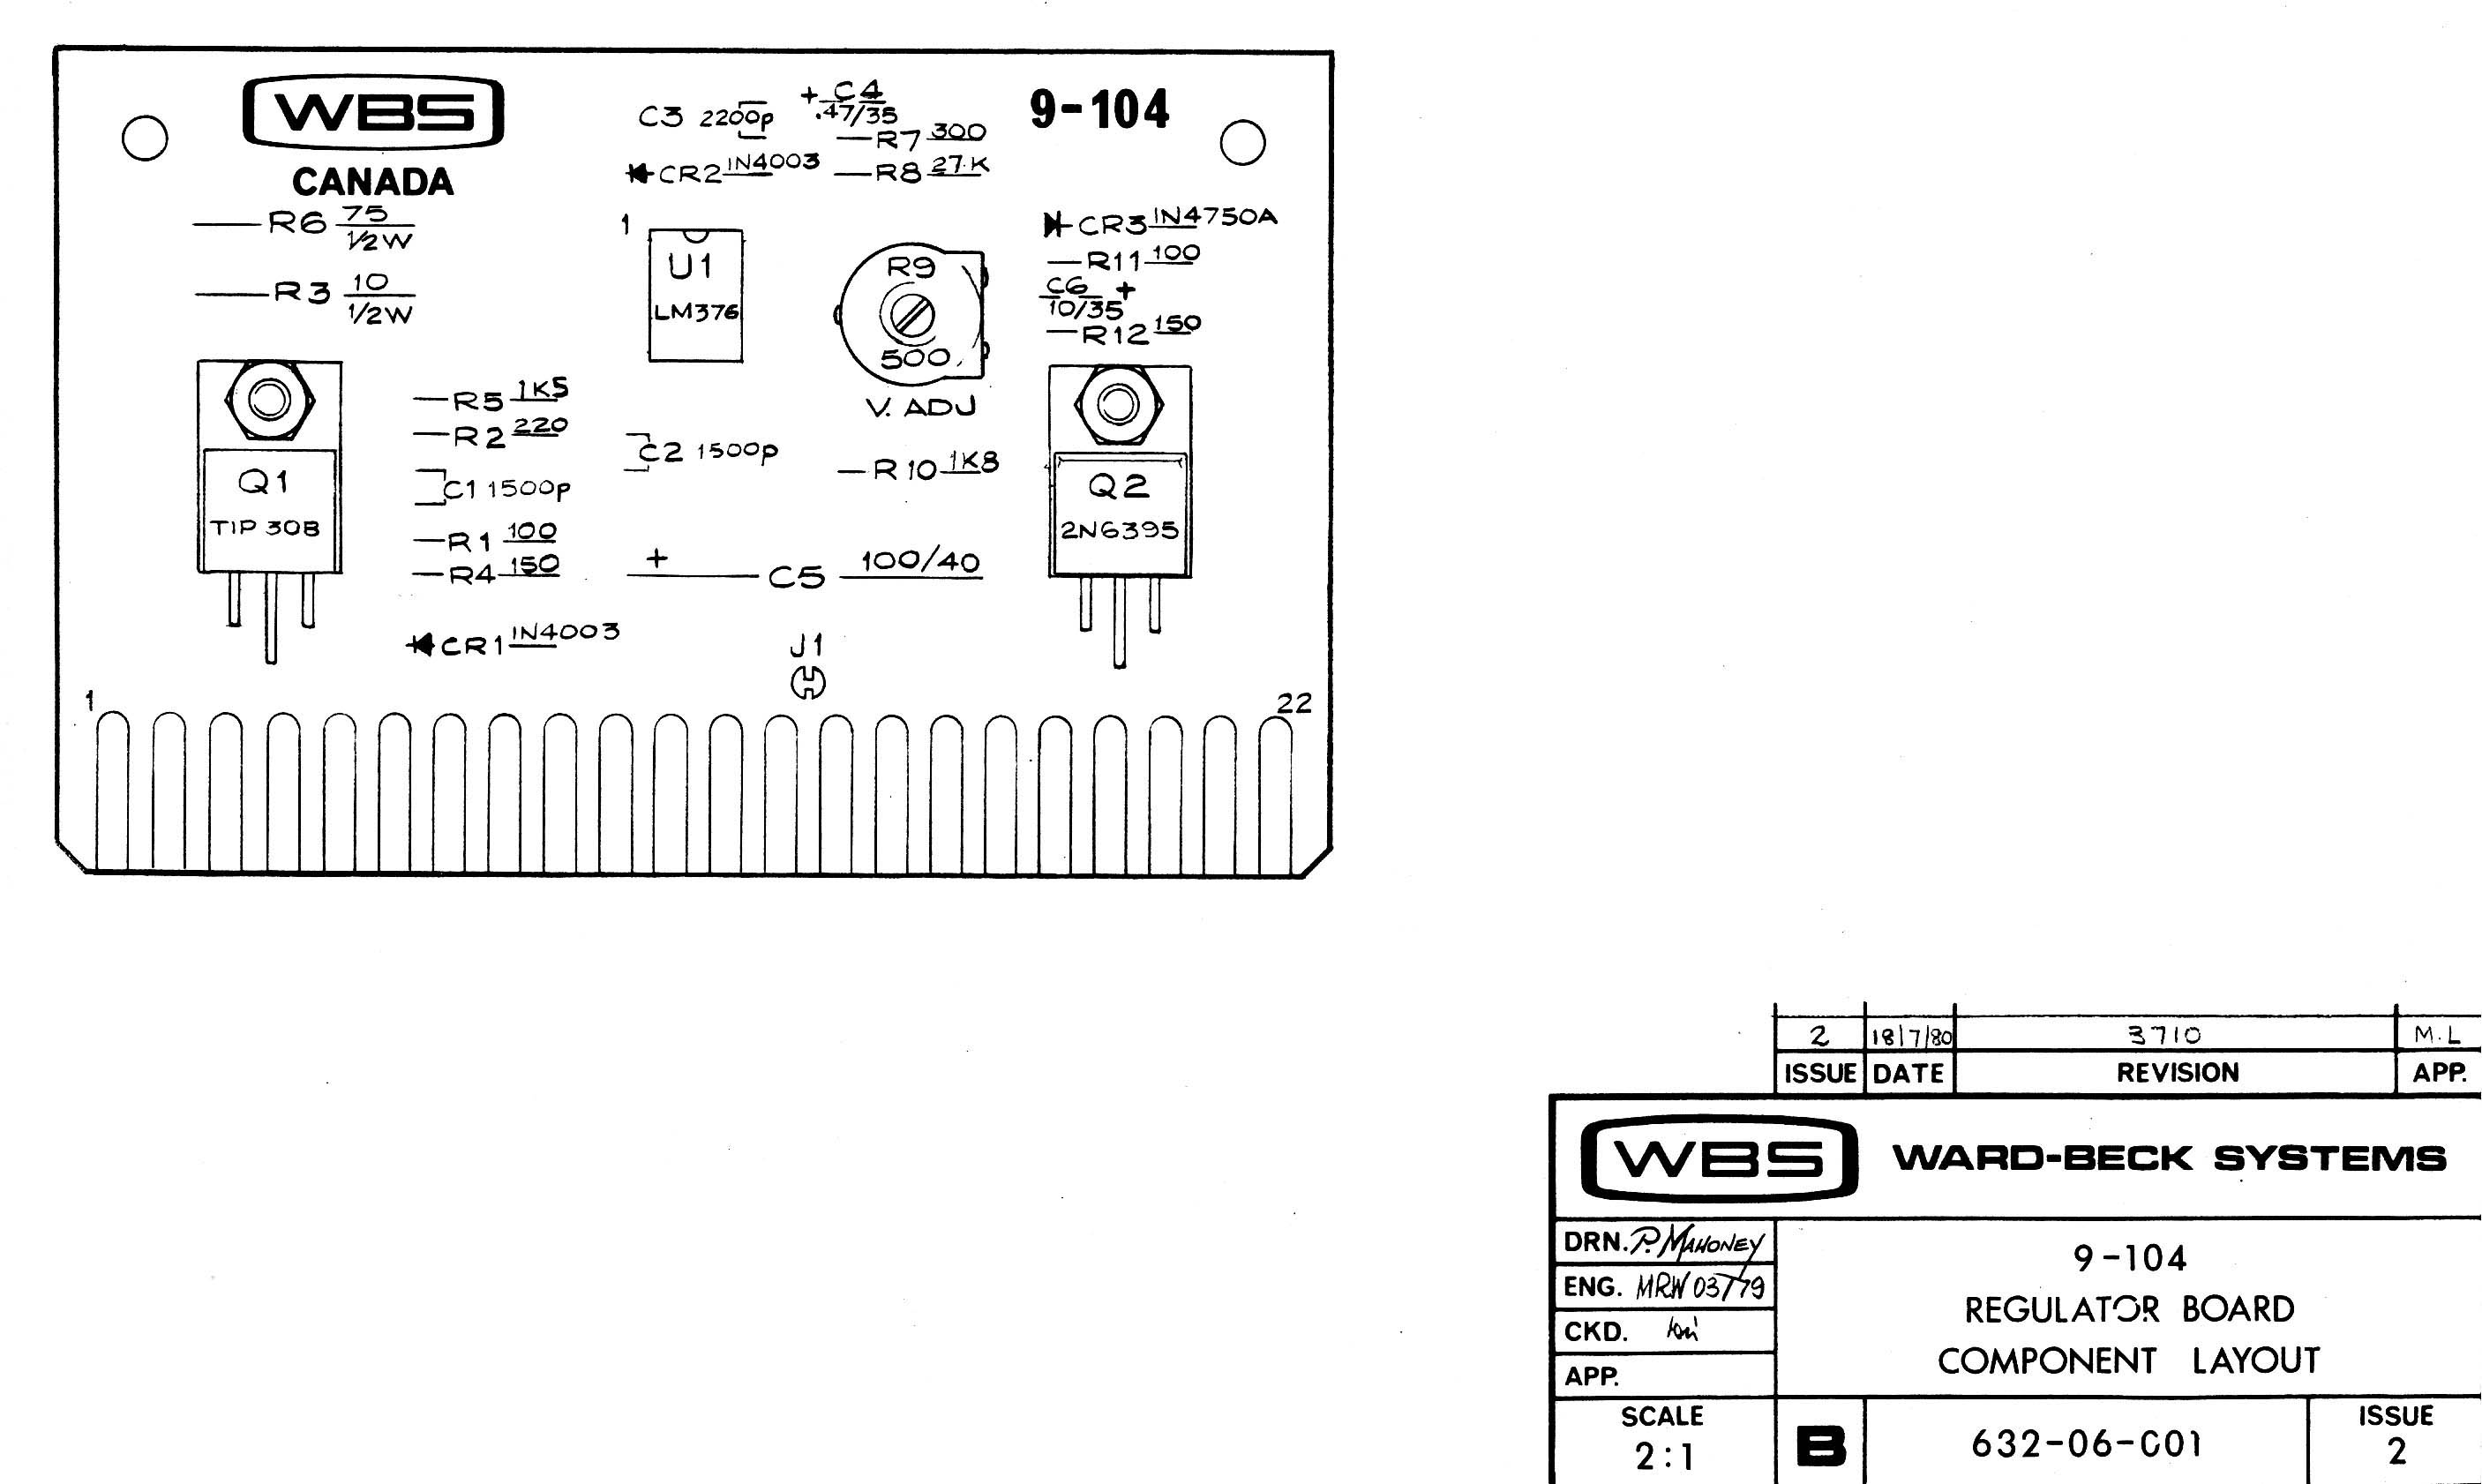 WBS
CANADA
9-104
C3 2200p
+ C4
.47/35
R7 300
CR2 1N4003
R8 27K
R6 75
1/2W
1
CR3 1N4750A
U1
LM376
R9
500
V. ADJ
R11 100
C6 +
10/35
R12 150
R3 10
1/2W
R5 1K5
R2 220
C1 1500p
C2 1500p
R10 1K8
Q1
TIP 30B
Q2
2N6395
R1 100
R4 150
+ C5 100/40
CR1 1N4003
J1
1
22
2 18/7/80 3710 M.L
ISSUE DATE REVISION APP.
WBS WARD-BECK SYSTEMS
DRN. P. MAHONEY
ENG. MRW 03/79
CKD.
APP.
9-104
REGULATOR BOARD
COMPONENT LAYOUT
SCALE
2:1
B
632-06-C01
ISSUE
2